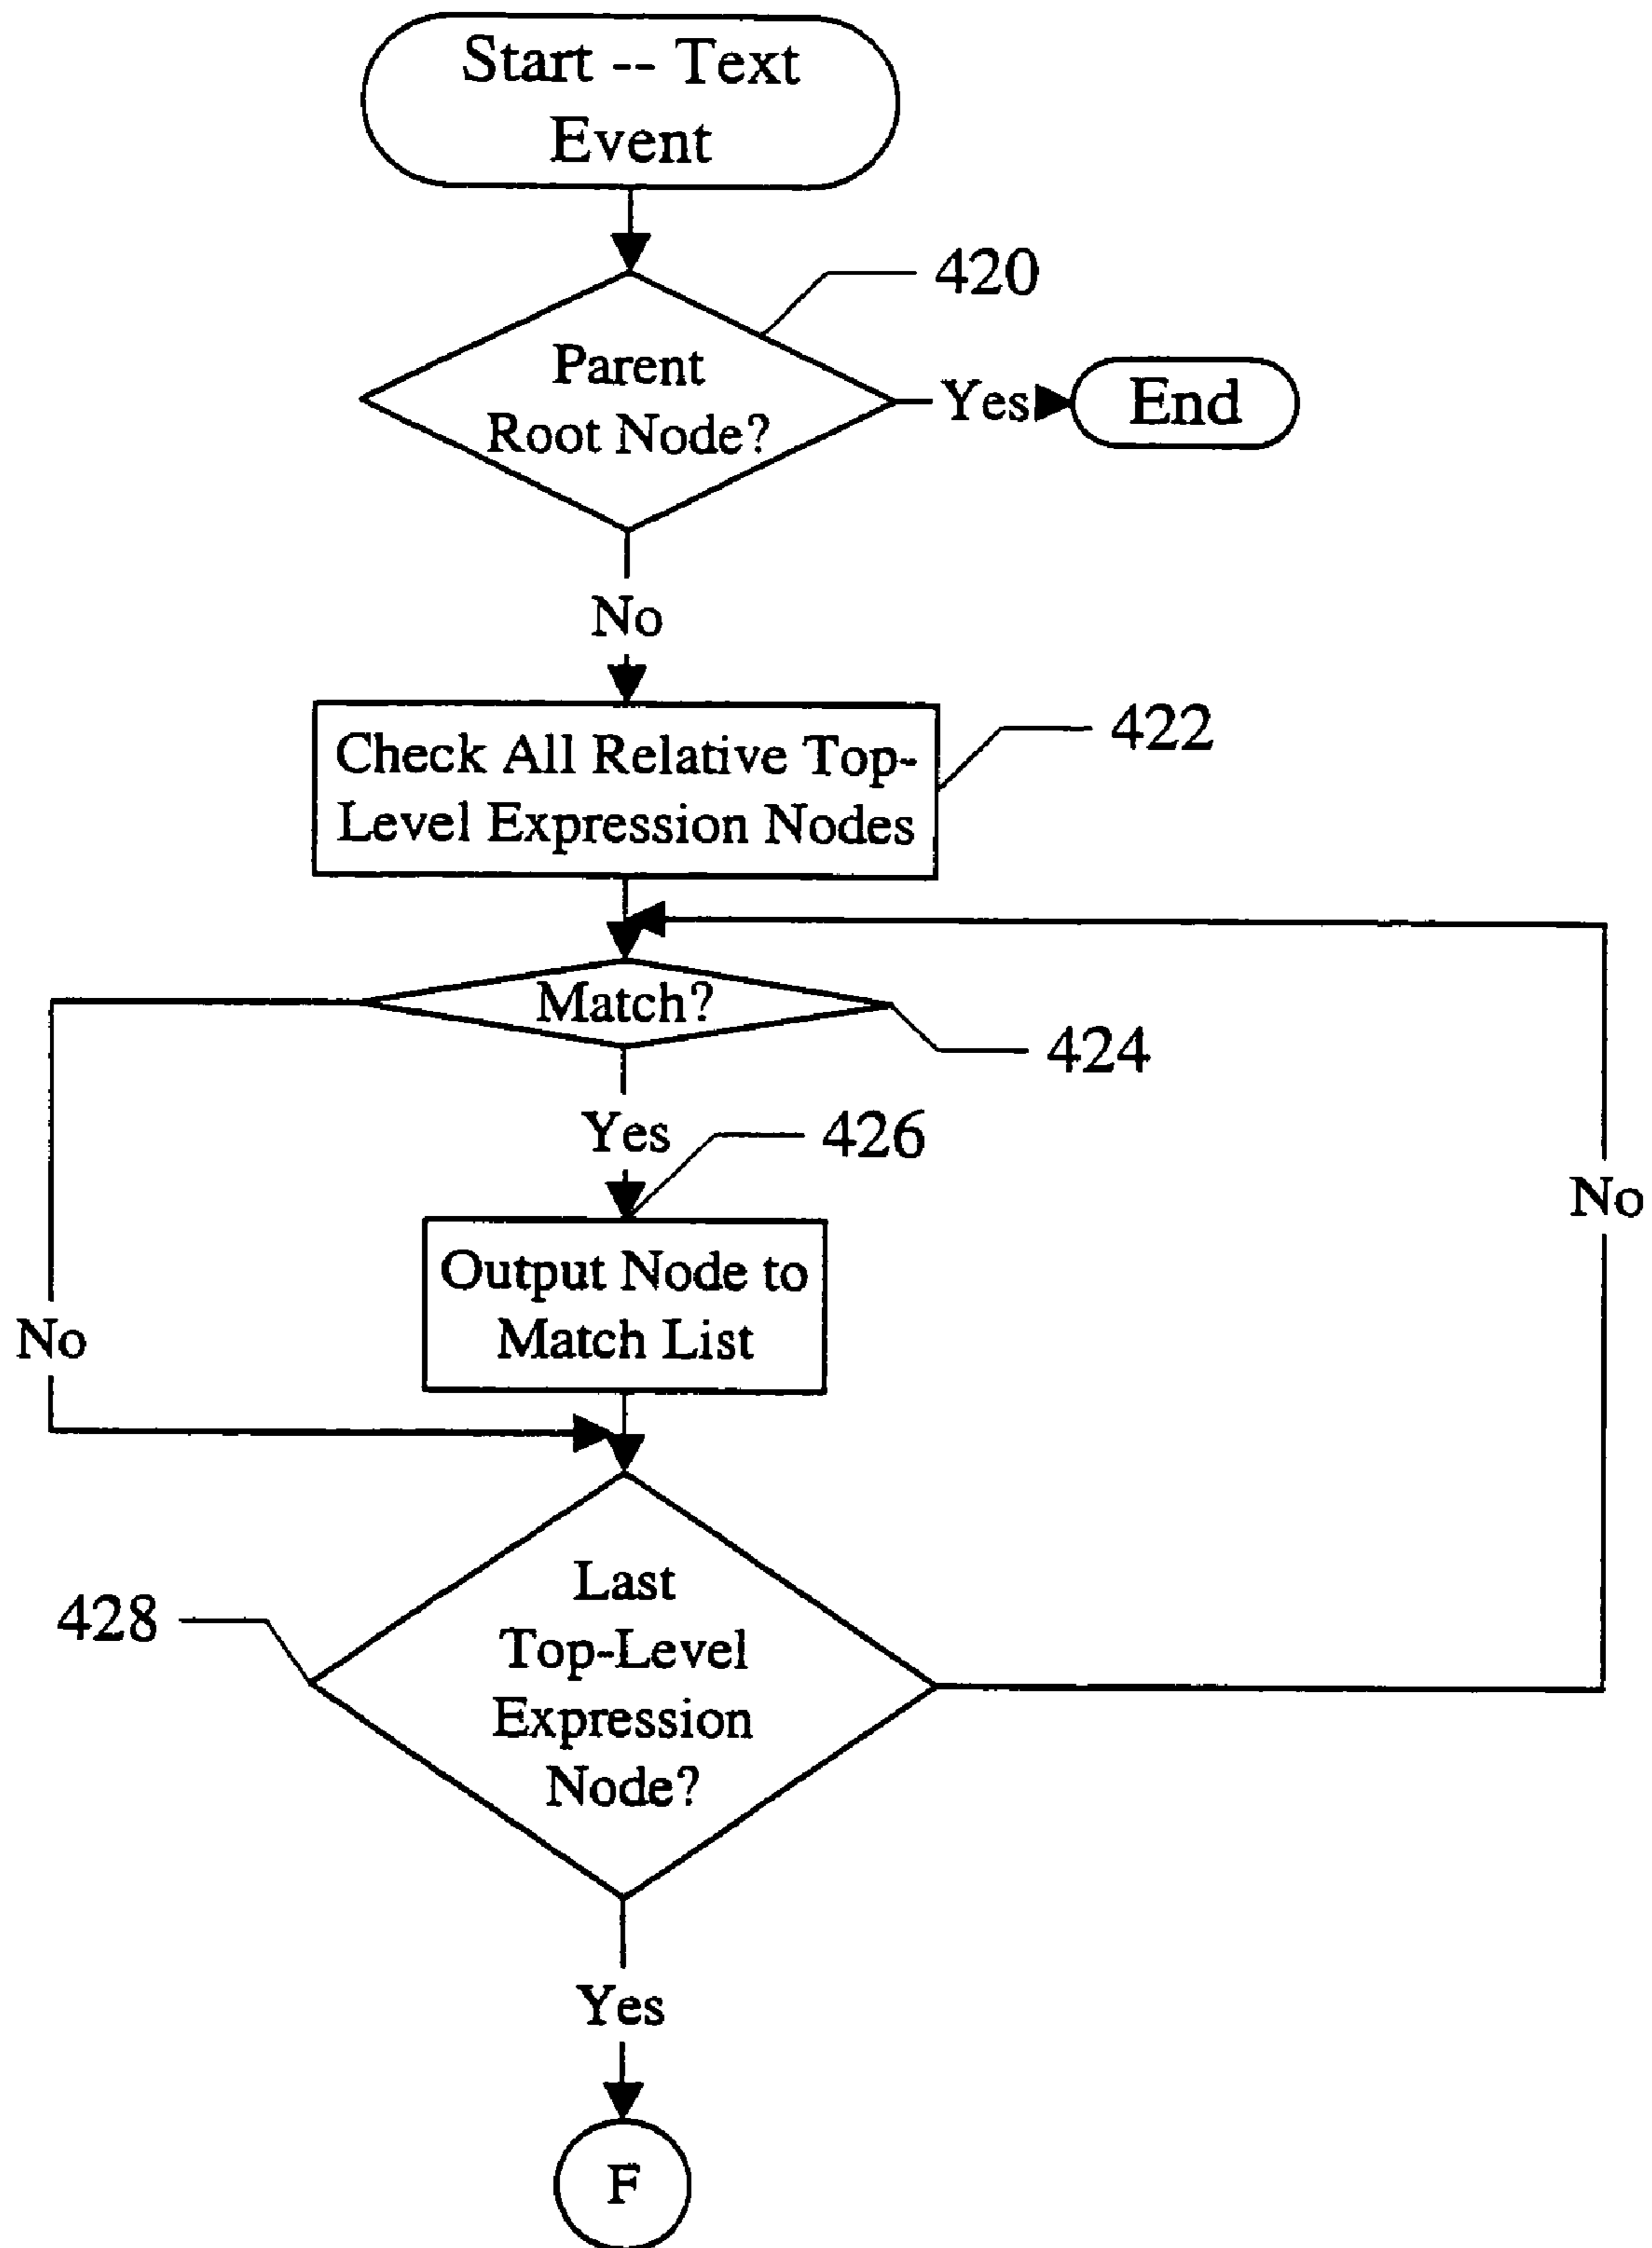 Start -- Text
Event
420
Parent
Root Node?
Yes
End
No
422
Check All Relative Top-
Level Expression Nodes
Match?
424
Yes
426
No
Output Node to
Match List
No
428
Last
Top-Level
Expression
Node?
Yes
F